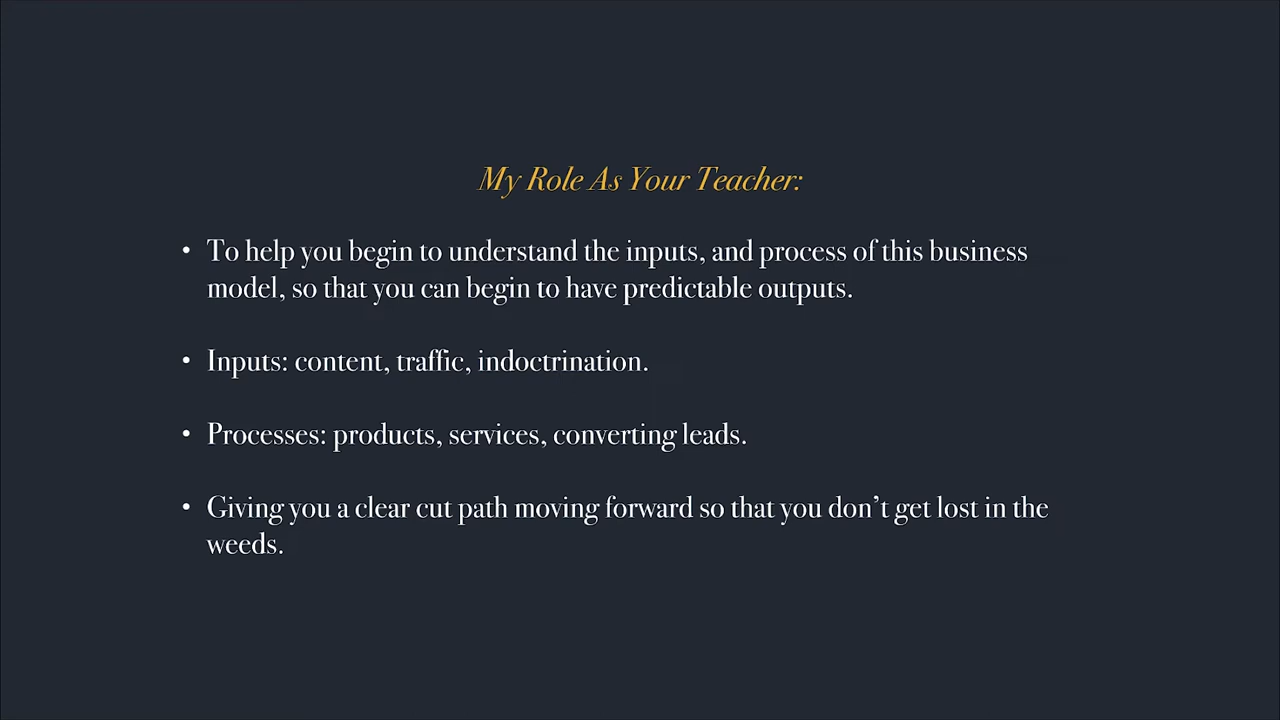 My Role As Your Teacher:
• To help you begin to understand the inputs, and process of this business
model, so that you can begin to have predictable outputs.
• Inputs: content, traffic, indoctrination.
• Processes: products, services, converting leads.
• Giving you a clear cut path moving forward so that you don’t get lost in the
weeds.